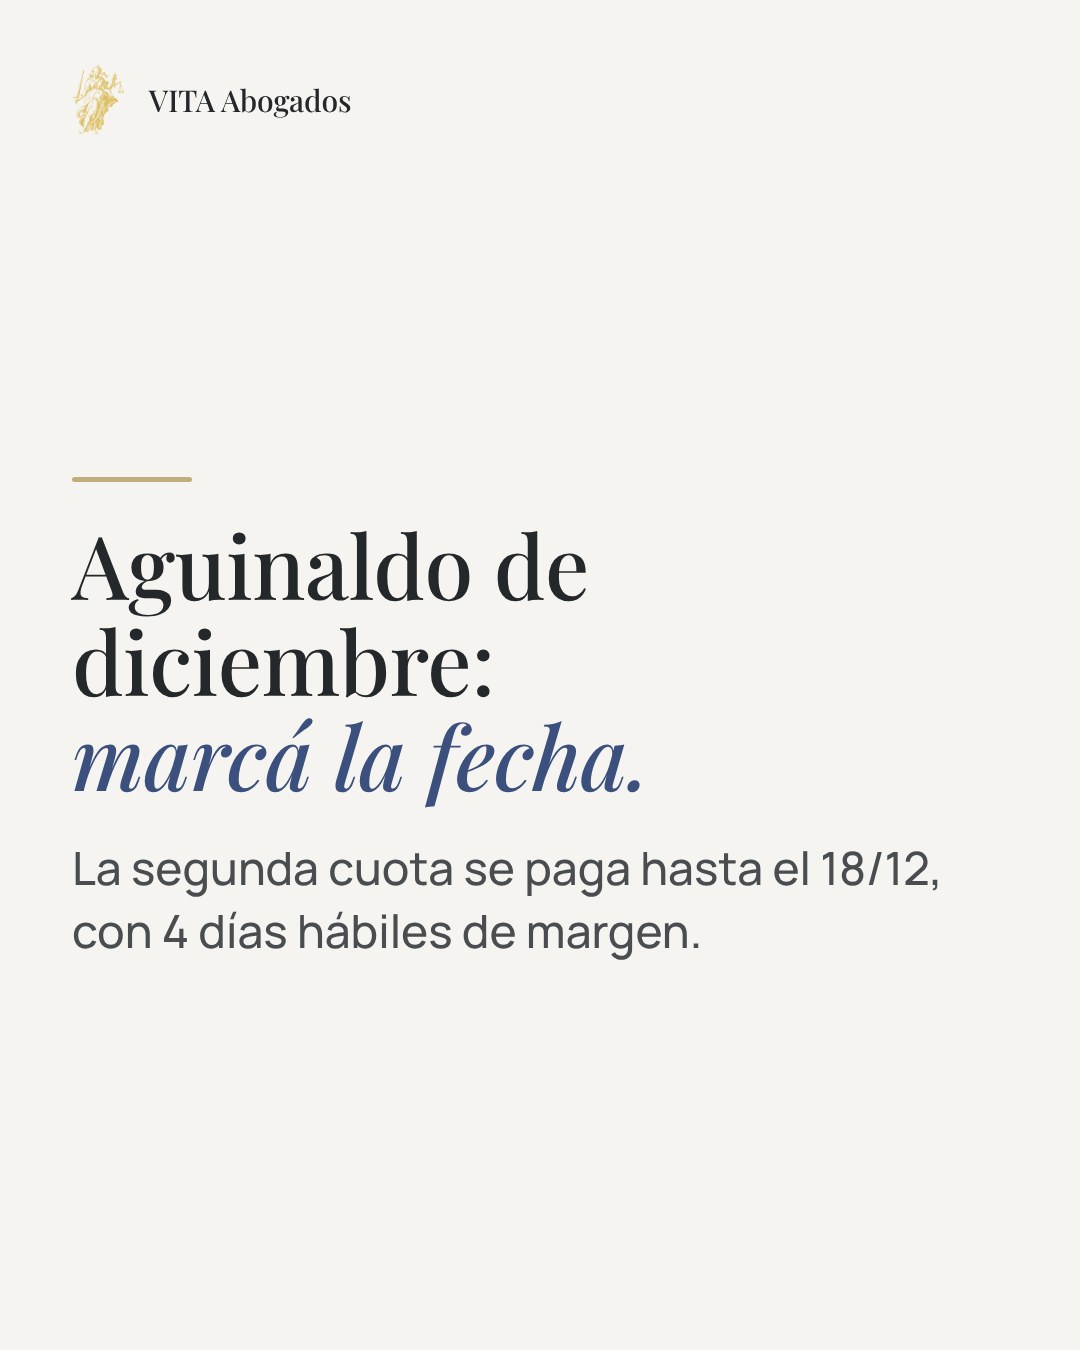 VITA Abogados
Aguinaldo de
diciembre:
marcá la fecha.
La segunda cuota se paga hasta el 18/12,
con 4 días hábiles de margen.